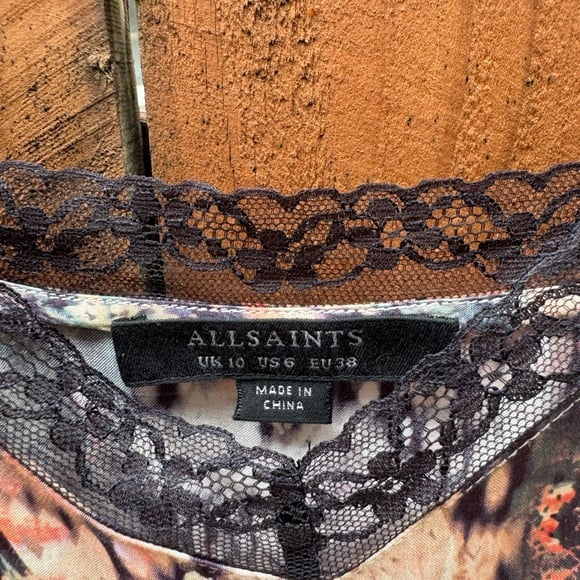 ALLSAINTS
UK 10 US 6 EU 38
MADE IN
CHINA